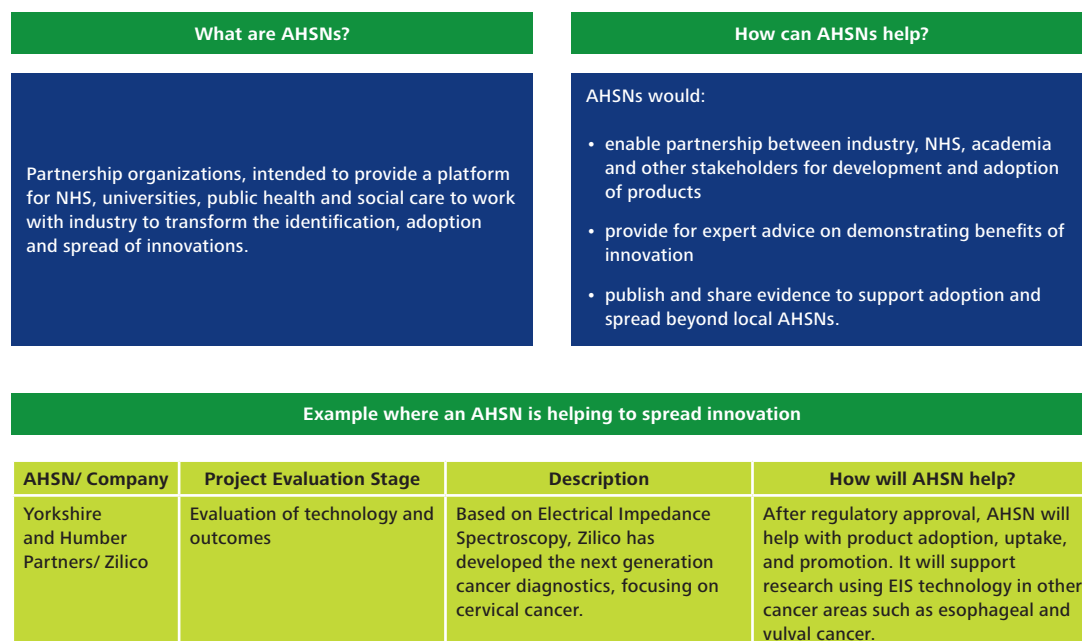 What are AHSNs?
Partnership organizations, intended to provide a platform
for NHS, universities, public health and social care to work
with industry to transform the identification, adoption
and spread of innovations.
How can AHSNs help?
AHSNs would:
• enable partnership between industry, NHS, academia
and other stakeholders for development and adoption
of products
• provide for expert advice on demonstrating benefits of
innovation
• publish and share evidence to support adoption and
spread beyond local AHSNs.
Example where an AHSN is helping to spread innovation
AHSN/ Company
Project Evaluation Stage
Description
How will AHSN help?
Yorkshire
and Humber
Partners/ Zilico
Evaluation of technology and
outcomes
Based on Electrical Impedance
Spectroscopy, Zilico has
developed the next generation
cancer diagnostics, focusing on
cervical cancer.
After regulatory approval, AHSN will
help with product adoption, uptake,
and promotion. It will support
research using EIS technology in other
cancer areas such as esophageal and
vulval cancer.